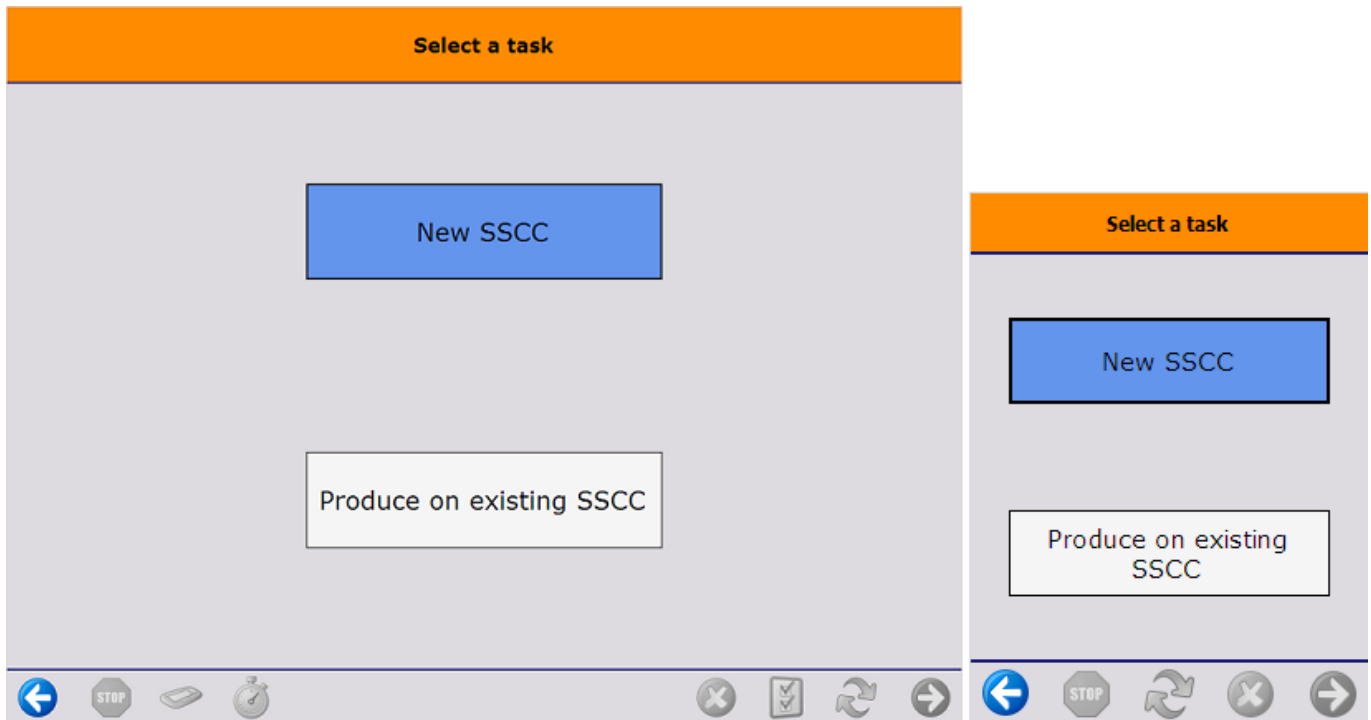 Select a task
New SSCC
Produce on existing SSCC
STOP
Select a task
New SSCC
Produce on existing
SSCC
STOP